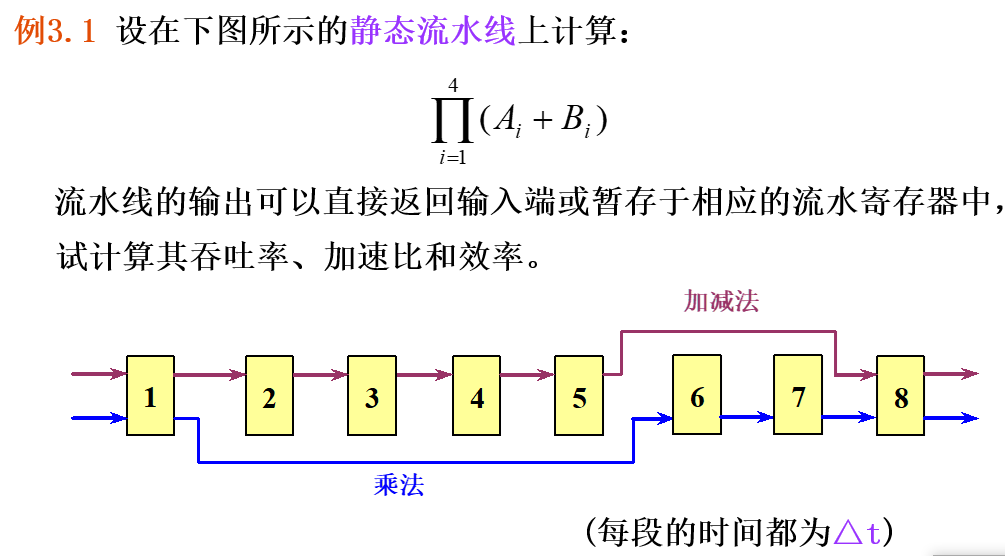 例3.1 设在下图所示的静态流水线上计算：
4
∏(Aᵢ + Bᵢ)
i=1
流水线的输出可以直接返回输入端或暂存于相应的流水寄存器中，
试计算其吞吐率、加速比和效率。
加减法
1 2 3 4 5 6 7 8
乘法
(每段的时间都为△t)